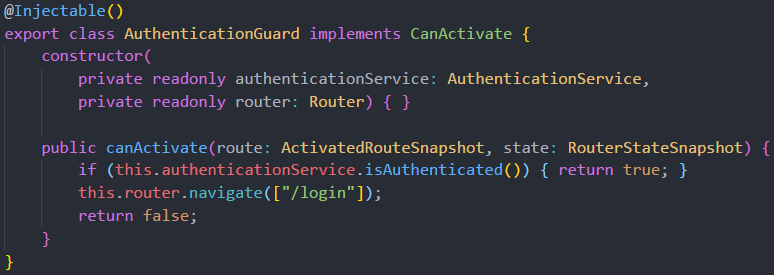 @Injectable()
export class AuthenticationGuard implements CanActivate {
    constructor(
        private readonly authenticationService: AuthenticationService,
        private readonly router: Router) { }

    public canActivate(route: ActivatedRouteSnapshot, state: RouterStateSnapshot) {
        if (this.authenticationService.isAuthenticated()) { return true; }
        this.router.navigate(["/login"]);
        return false;
    }
}